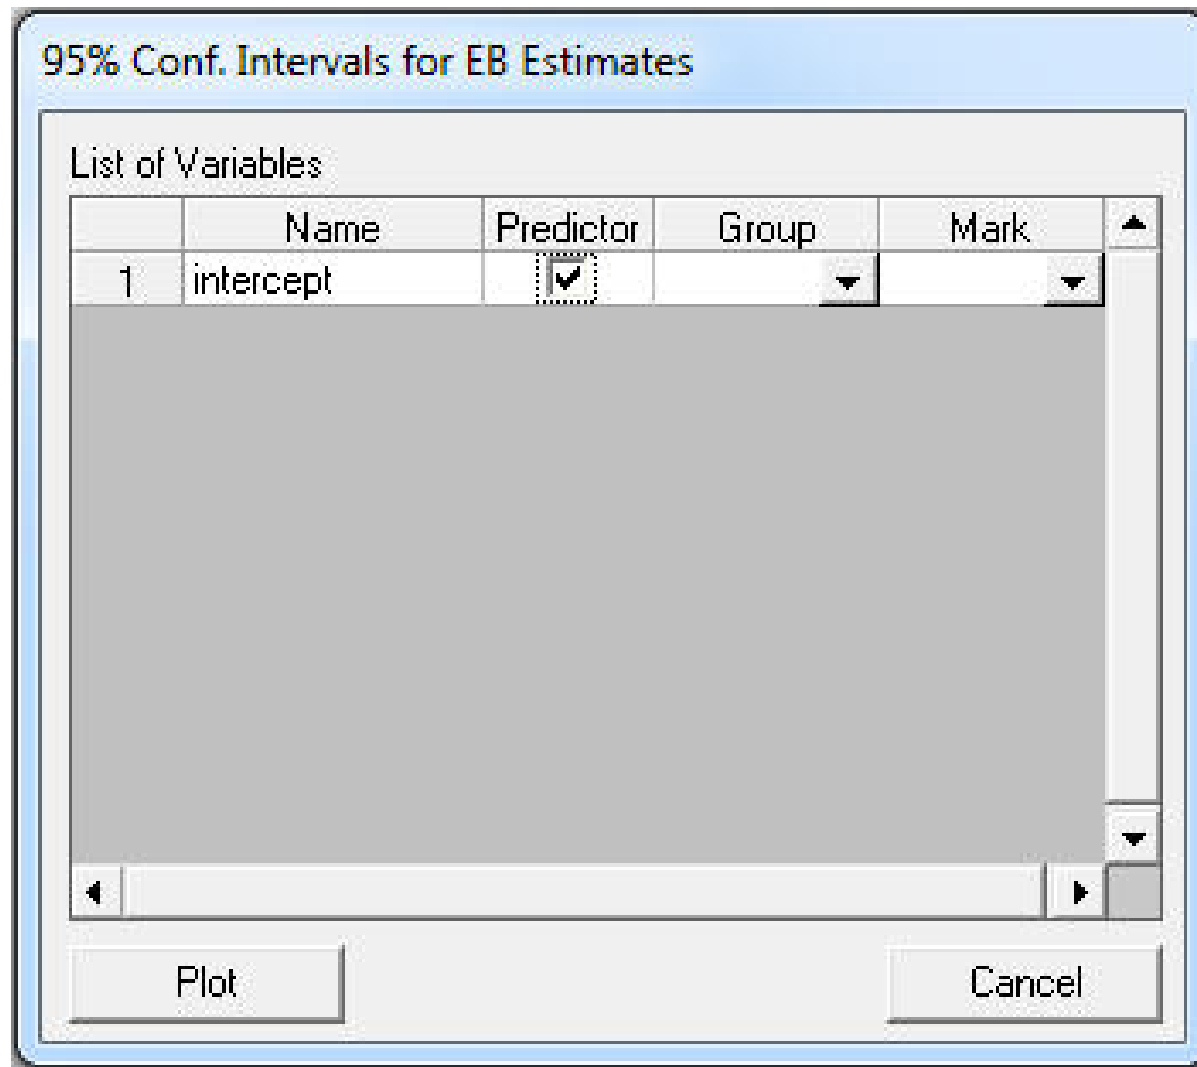 95% Conf. Intervals for EB Estimates
List of Variables
Name Predictor Group Mark
1 intercept
Plot Cancel